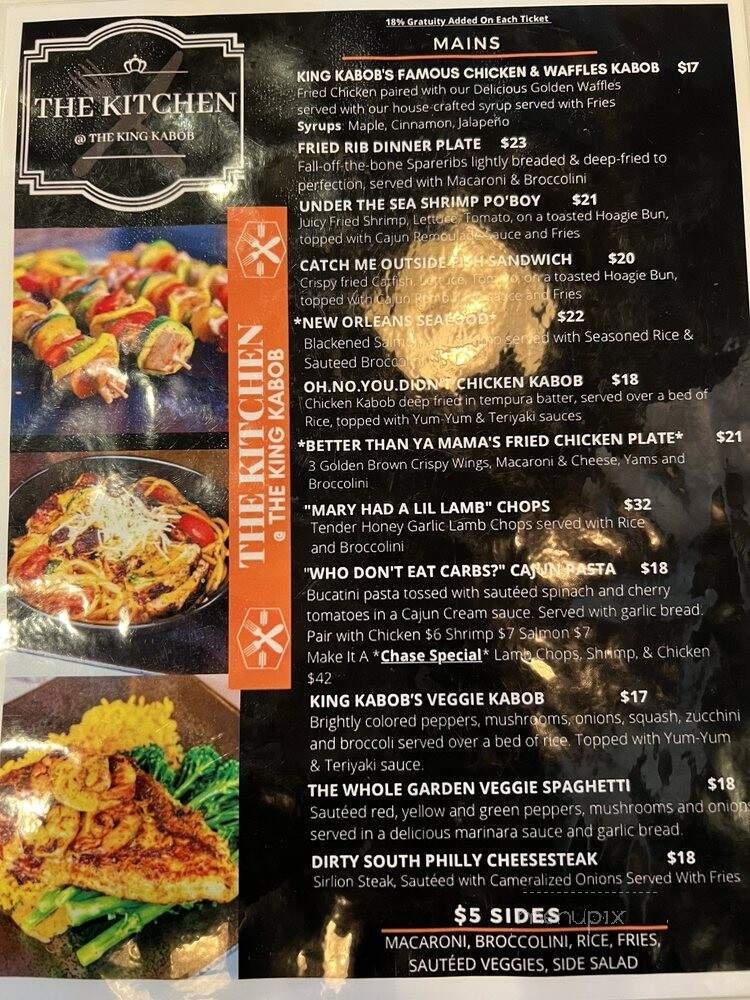 18% Gratuity Added On Each Ticket
MAINS
THE KITCHEN
@ THE KING KABOB
THE KITCHEN
@ THE KING KABOB
KING KABOB'S FAMOUS CHICKEN & WAFFLES KABOB $17
Fried Chicken paired with our Delicious Golden Waffles
served with our house-crafted syrup served with Fries
Syrups: Maple, Cinnamon, Jalapeño
FRIED RIB DINNER PLATE $23
Fall-off-the-bone Spareribs lightly breaded & deep-fried to
perfection, served with Macaroni & Broccolini
UNDER THE SEA SHRIMP PO'BOY $21
Juicy Fried Shrimp, Lettuce, Tomato, on a toasted Hoagie Bun,
topped with Cajun Remoulade Sauce and Fries
CATCH ME OUTSIDE FISH SANDWICH $20
Crispy fried Catfish, Lettuce, Tomato, on a toasted Hoagie Bun,
topped with Cajun Remoulade Sauce and Fries
*NEW ORLEANS SEAFOOD* $22
Blackened Salmon served with Seasoned Rice &
Sauteed Broccolini
OH.NO.YOU.DIDN'T CHICKEN KABOB $18
Chicken Kabob deep fried in tempura batter, served over a bed of
Rice, topped with Yum-Yum & Teriyaki sauces
*BETTER THAN YA MAMA'S FRIED CHICKEN PLATE* $21
3 Golden Brown Crispy Wings, Macaroni & Cheese, Yams and
Broccolini
"MARY HAD A LIL LAMB" CHOPS $32
Tender Honey Garlic Lamb Chops served with Rice
and Broccolini
"WHO DON'T EAT CARBS?" CAJUN PASTA $18
Bucatini pasta tossed with sautéed spinach and cherry
tomatoes in a Cajun Cream sauce. Served with garlic bread.
Pair with Chicken $6 Shrimp $7 Salmon $7
Make It A *Chase Special* Lamb Chops, Shrimp, & Chicken
$42
KING KABOB'S VEGGIE KABOB $17
Brightly colored peppers, mushrooms, onions, squash, zucchini
and broccoli served over a bed of rice. Topped with Yum-Yum
& Teriyaki sauce.
THE WHOLE GARDEN VEGGIE SPAGHETTI $18
Sautéed red, yellow and green peppers, mushrooms and onions
served in a delicious marinara sauce and garlic bread.
DIRTY SOUTH PHILLY CHEESESTEAK $18
Sirlion Steak, Sautéed with Cameralized Onions Served With Fries
$5 SIDES
menupix
MACARONI, BROCCOLINI, RICE, FRIES,
SAUTÉED VEGGIES, SIDE SALAD